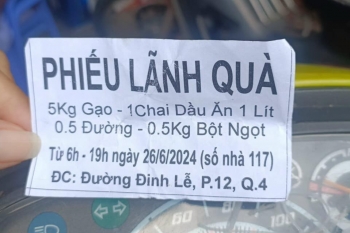 PHIẾU LÃNH QUÀ
5Kg Gạo - 1Chai Dầu Ăn 1 Lít
0.5 Đường - 0.5Kg Bột Ngọt
Từ 6h - 19h ngày 26/6/2024 (số nhà 117)
ĐC: Đường Đinh Lễ, P.12, Q.4
60